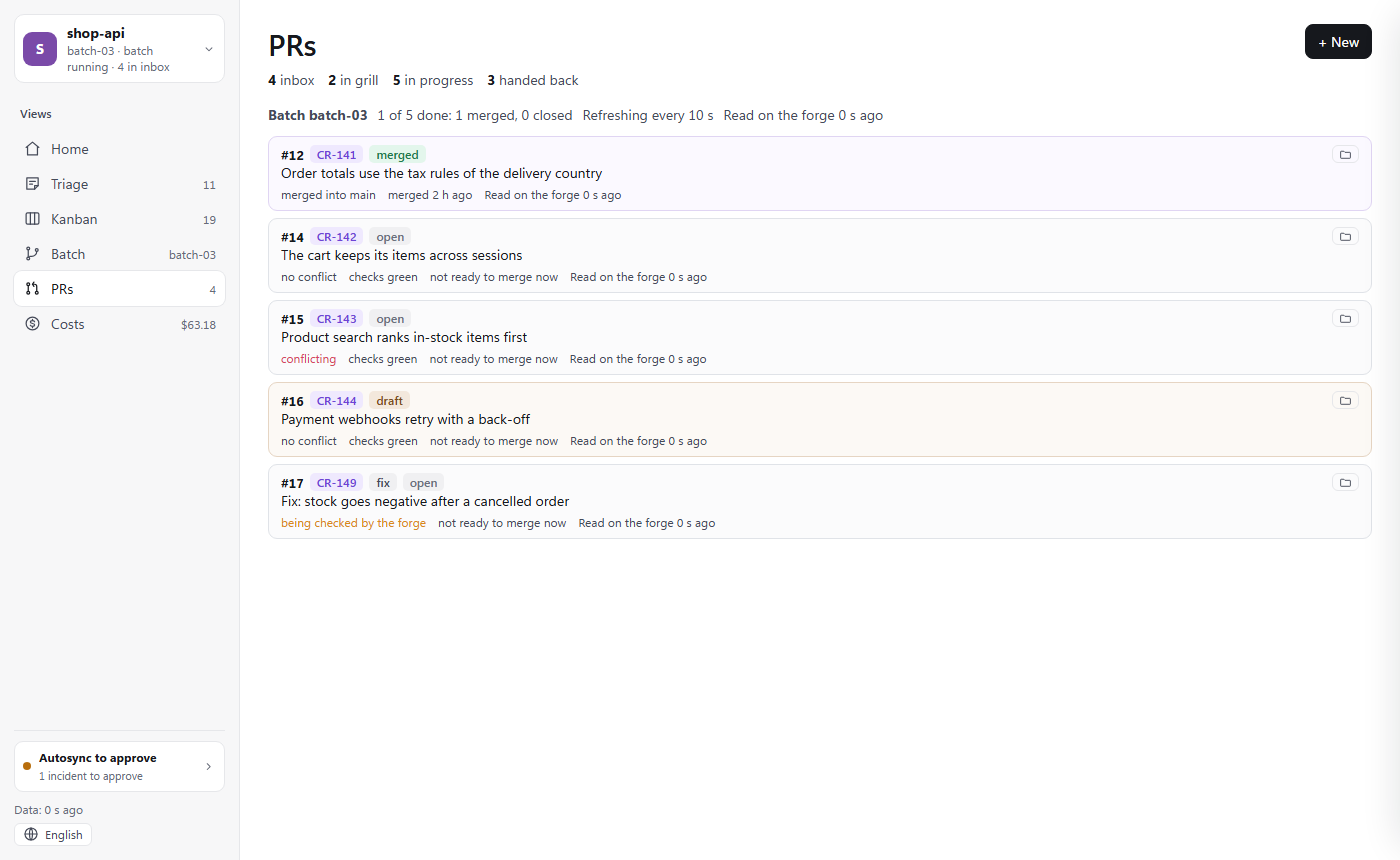 S
shop-api
batch-03 · batch
running · 4 in inbox
Views
Home
Triage 11
Kanban 19
Batch batch-03
PRs 4
Costs $63.18
Autosync to approve
1 incident to approve
Data: 0 s ago
English
PRs
+ New
4 inbox 2 in grill 5 in progress 3 handed back
Batch batch-03 1 of 5 done: 1 merged, 0 closed Refreshing every 10 s Read on the forge 0 s ago
#12 CR-141 merged
Order totals use the tax rules of the delivery country
merged into main merged 2 h ago Read on the forge 0 s ago
#14 CR-142 open
The cart keeps its items across sessions
no conflict checks green not ready to merge now Read on the forge 0 s ago
#15 CR-143 open
Product search ranks in-stock items first
conflicting checks green not ready to merge now Read on the forge 0 s ago
#16 CR-144 draft
Payment webhooks retry with a back-off
no conflict checks green not ready to merge now Read on the forge 0 s ago
#17 CR-149 fix open
Fix: stock goes negative after a cancelled order
being checked by the forge not ready to merge now Read on the forge 0 s ago